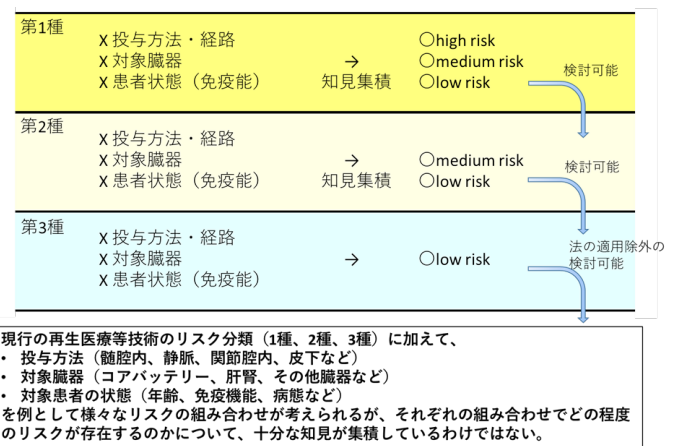 第1種
X 投与方法・経路
○high risk
X 対象臓器
→
○medium risk
検討可能
X 患者状態（免疫能）
知見集積
○low risk
第2種
X 投与方法・経路
X 対象臓器
→
○medium risk
検討可能
X 患者状態（免疫能）
知見集積
○low risk
第3種
X 投与方法・経路
法の適用除外の
検討可能
X 対象臓器
→
○low risk
X 患者状態（免疫能）
現行の再生医療等技術のリスク分類（1種、2種、3種）に加えて、
• 投与方法（髄腔内、静脈、関節腔内、皮下など）
• 対象臓器（コアバッテリー、肝腎、その他臓器など）
• 対象患者の状態（年齢、免疫機能、病態など）
を例として様々なリスクの組み合わせが考えられるが、それぞれの組み合わせでどの程度
のリスクが存在するのかについて、十分な知見が集積しているわけではない。